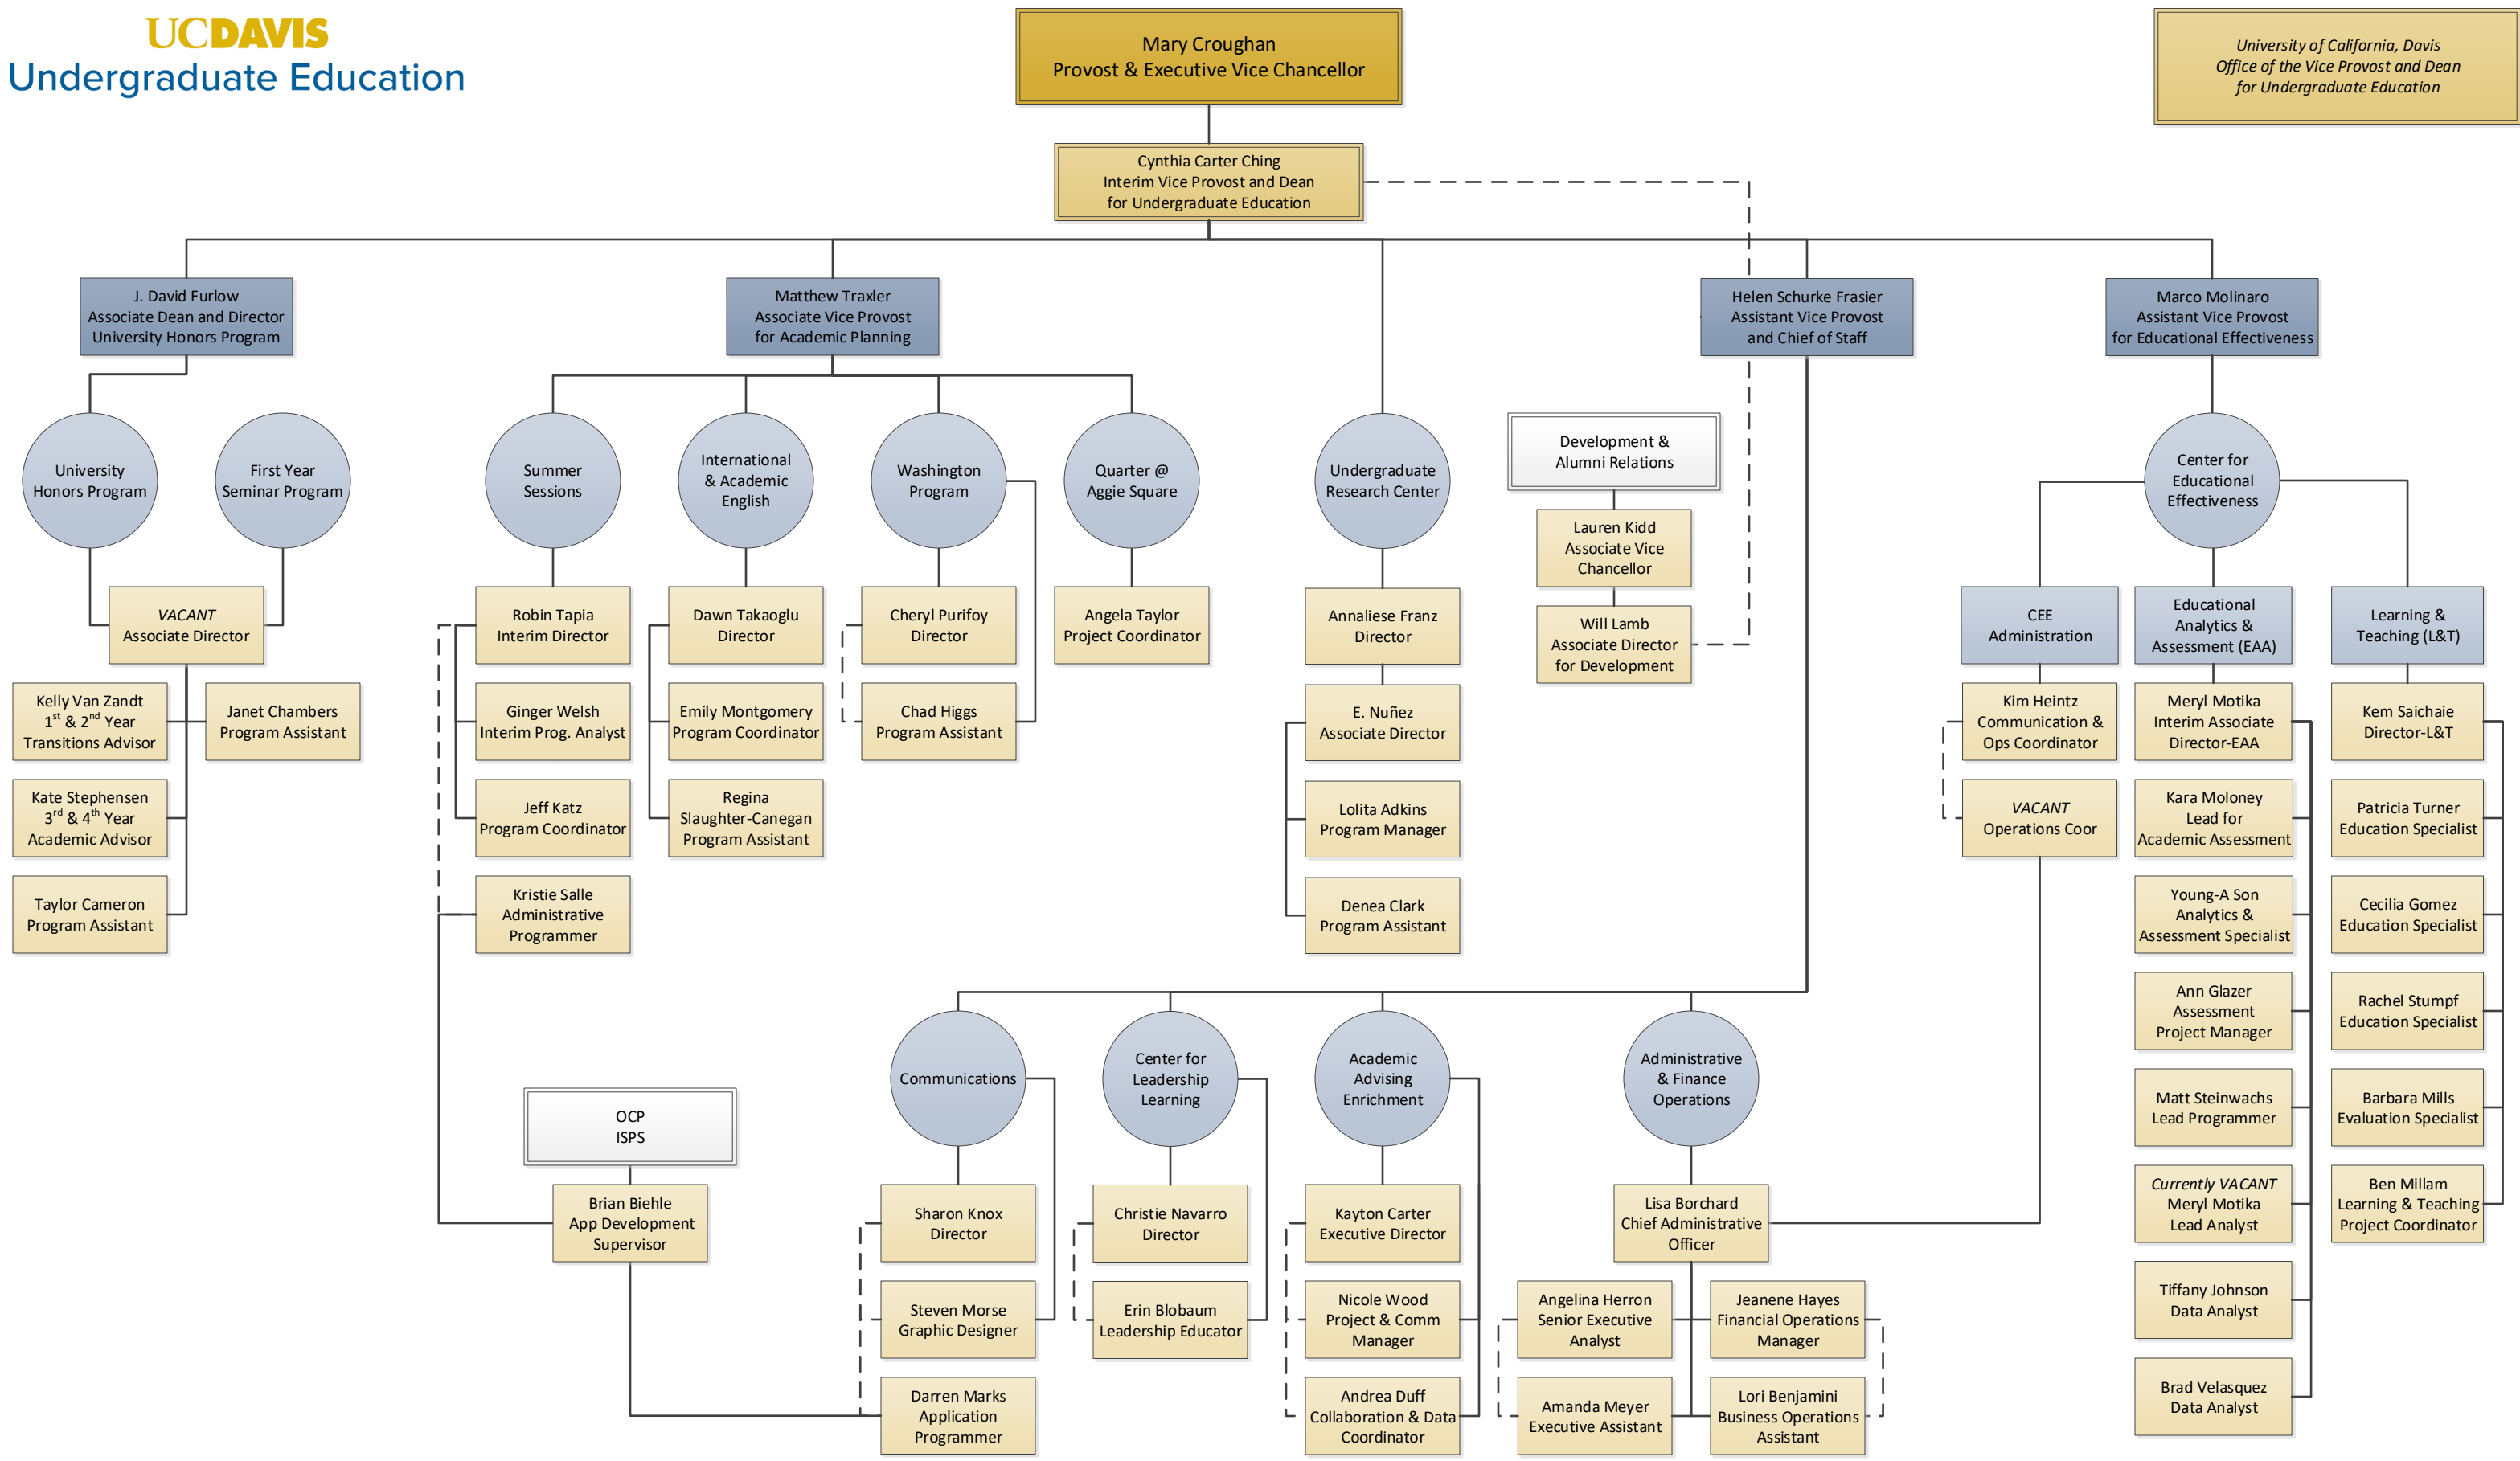 UCDAVIS
Undergraduate Education
Mary Croughan
Provost & Executive Vice Chancellor
University of California, Davis
Office of the Vice Provost and Dean
for Undergraduate Education
Cynthia Carter Ching
Interim Vice Provost and Dean
for Undergraduate Education
J. David Furlow
Associate Dean and Director
University Honors Program
Matthew Traxler
Associate Vice Provost
for Academic Planning
Helen Schurke Frasier
Assistant Vice Provost
and Chief of Staff
Marco Molinaro
Assistant Vice Provost
for Educational Effectiveness
University
Honors Program
First Year
Seminar Program
Summer
Sessions
International
& Academic
English
Washington
Program
Quarter @
Aggie Square
Undergraduate
Research Center
Development &
Alumni Relations
Center for
Educational
Effectiveness
Lauren Kidd
Associate Vice
Chancellor
Will Lamb
Associate Director
for Development
VACANT
Associate Director
Kelly Van Zandt
1st & 2nd Year
Transitions Advisor
Janet Chambers
Program Assistant
Kate Stephensen
3rd & 4th Year
Academic Advisor
Taylor Cameron
Program Assistant
Robin Tapia
Interim Director
Ginger Welsh
Interim Prog. Analyst
Jeff Katz
Program Coordinator
Kristie Salle
Administrative
Programmer
Dawn Takaoglu
Director
Emily Montgomery
Program Coordinator
Regina
Slaughter-Canegan
Program Assistant
Cheryl Purifoy
Director
Chad Higgs
Program Assistant
Angela Taylor
Project Coordinator
Annaliese Franz
Director
E. Nuñez
Associate Director
Lolita Adkins
Program Manager
Denea Clark
Program Assistant
CEE
Administration
Kim Heintz
Communication &
Ops Coordinator
VACANT
Operations Coor
Educational
Analytics &
Assessment (EAA)
Meryl Motika
Interim Associate
Director-EAA
Kara Moloney
Lead for
Academic Assessment
Young-A Son
Analytics &
Assessment Specialist
Ann Glazer
Assessment
Project Manager
Matt Steinwachs
Lead Programmer
Currently VACANT
Meryl Motika
Lead Analyst
Tiffany Johnson
Data Analyst
Brad Velasquez
Data Analyst
Learning &
Teaching (L&T)
Kem Saichaie
Director-L&T
Patricia Turner
Education Specialist
Cecilia Gomez
Education Specialist
Rachel Stumpf
Education Specialist
Barbara Mills
Evaluation Specialist
Ben Millam
Learning & Teaching
Project Coordinator
OCP
ISPS
Brian Biehle
App Development
Supervisor
Communications
Sharon Knox
Director
Steven Morse
Graphic Designer
Darren Marks
Application
Programmer
Center for
Leadership
Learning
Christie Navarro
Director
Erin Blobaum
Leadership Educator
Academic
Advising
Enrichment
Kayton Carter
Executive Director
Nicole Wood
Project & Comm
Manager
Andrea Duff
Collaboration & Data
Coordinator
Administrative
& Finance
Operations
Lisa Borchard
Chief Administrative
Officer
Angelina Herron
Senior Executive
Analyst
Jeanene Hayes
Financial Operations
Manager
Amanda Meyer
Executive Assistant
Lori Benjamini
Business Operations
Assistant